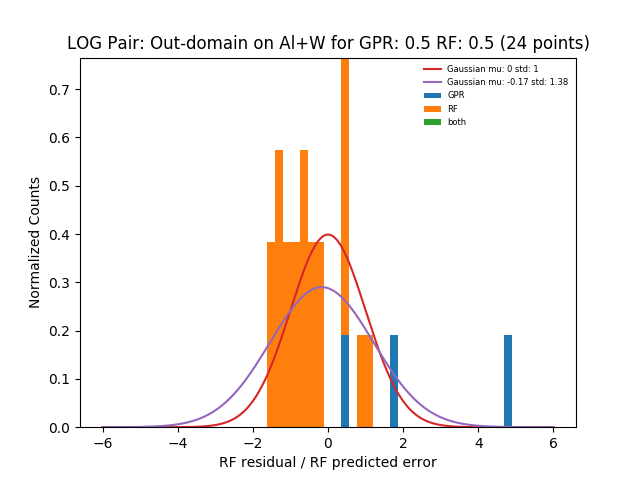 LOG Pair: Out-domain on Al+W for GPR: 0.5 RF: 0.5 (24 points)
Gaussian mu: 0 std: 1
Gaussian mu: -0.17 std: 1.38
GPR
RF
both
Normalized Counts
0.7
0.6
0.5
0.4
0.3
0.2
0.1
0.0
−6 −4 −2 0 2 4 6
RF residual / RF predicted error